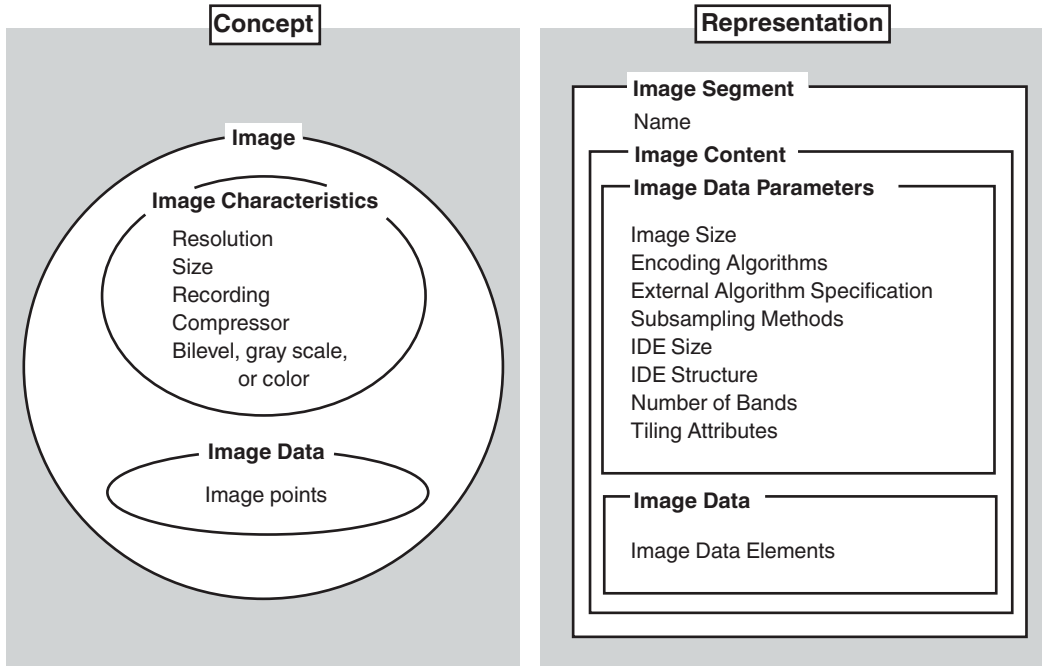 Concept
Image
Image Characteristics
Resolution
Size
Recording
Compressor
Bilevel, gray scale,
or color
Image Data
Image points
Representation
Image Segment
Name
Image Content
Image Data Parameters
Image Size
Encoding Algorithms
External Algorithm Specification
Subsampling Methods
IDE Size
IDE Structure
Number of Bands
Tiling Attributes
Image Data
Image Data Elements